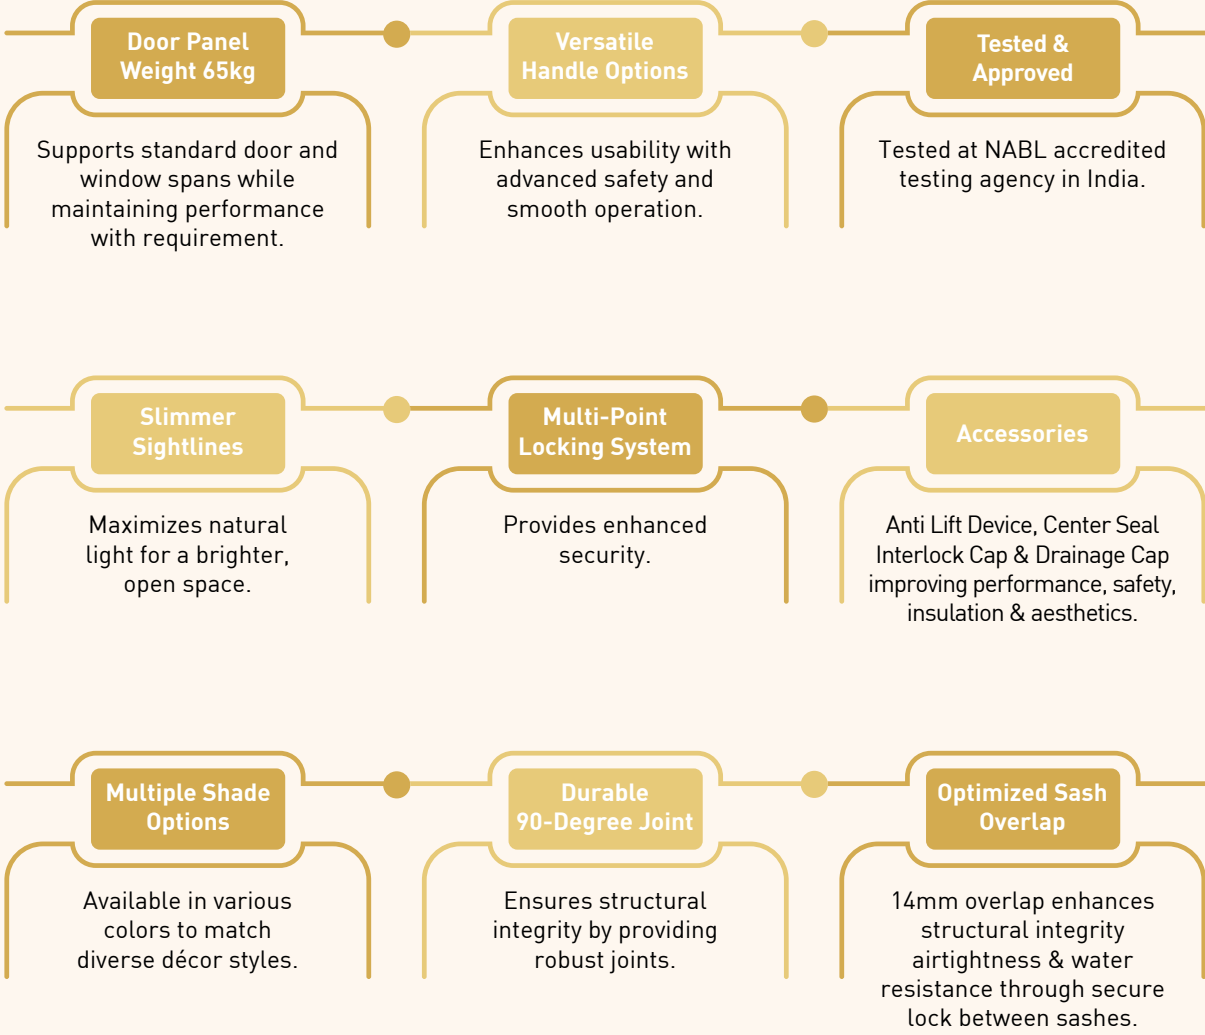 Door Panel
Weight 65kg
Supports standard door and
window spans while
maintaining performance
with requirement.
Versatile
Handle Options
Enhances usability with
advanced safety and
smooth operation.
Tested &
Approved
Tested at NABL accredited
testing agency in India.
Slimmer
Sightlines
Maximizes natural
light for a brighter,
open space.
Multi-Point
Locking System
Provides enhanced
security.
Accessories
Anti Lift Device, Center Seal
Interlock Cap & Drainage Cap
improving performance, safety,
insulation & aesthetics.
Multiple Shade
Options
Available in various
colors to match
diverse décor styles.
Durable
90-Degree Joint
Ensures structural
integrity by providing
robust joints.
Optimized Sash
Overlap
14mm overlap enhances
structural integrity
airtightness & water
resistance through secure
lock between sashes.